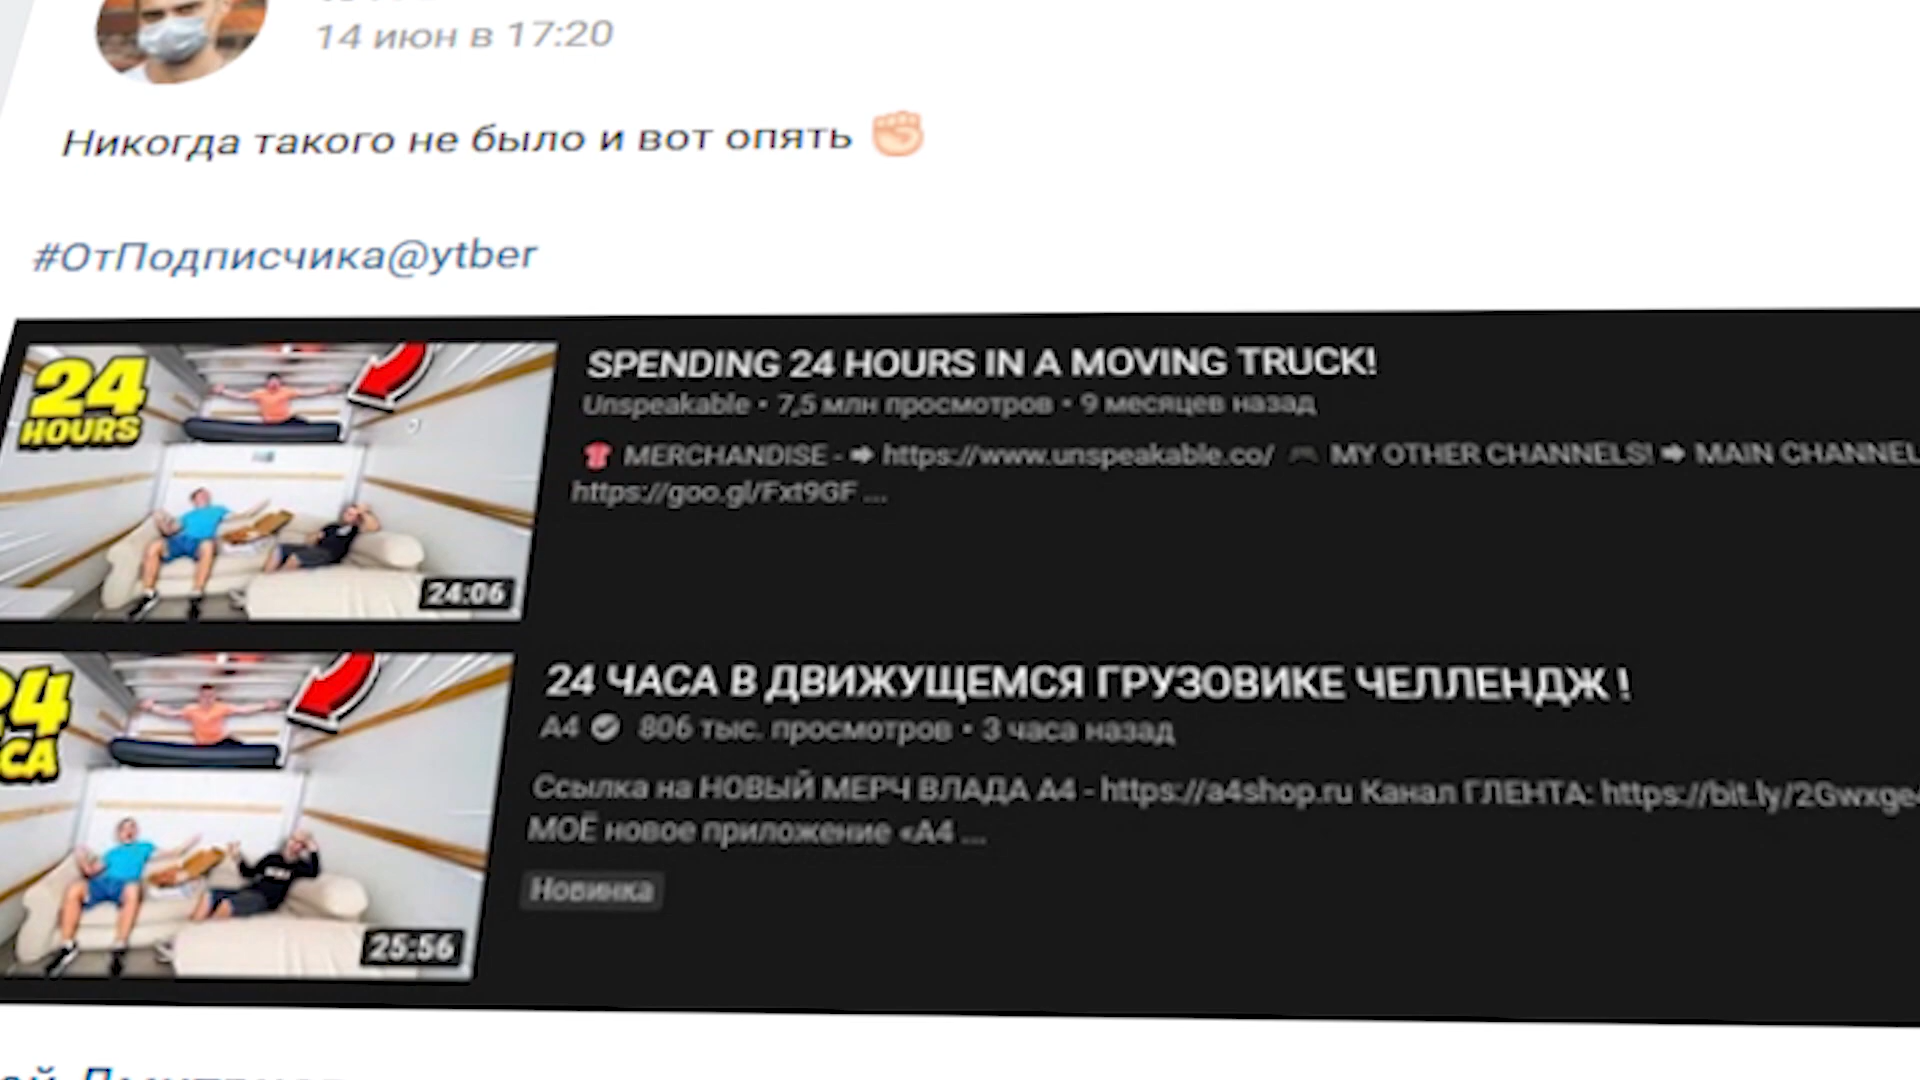 14 июн в 17:20
Никогда такого не было и вот опять
#ОтПодписчика@ytber
24
HOURS
24:06
SPENDING 24 HOURS IN A MOVING TRUCK!
Unspeakable • 7,5 млн просмотров • 9 месяцев назад
MERCHANDISE - ➡ https://www.unspeakable.co/ MY OTHER CHANNELS! ➡ MAIN CHANNEL
https://goo.gl/Fxt9GF ...
24
СА
25:56
24 ЧАСА В ДВИЖУЩЕМСЯ ГРУЗОВИКЕ ЧЕЛЛЕНДЖ !
A4 806 тыс. просмотров • 3 часа назад
Ссылка на НОВЫЙ МЕРЧ ВЛАДА А4 - https://a4shop.ru Канал ГЛЕНТА: https://bit.ly/2Gwxge
МОЁ новое приложение «А4 ...
Новинка